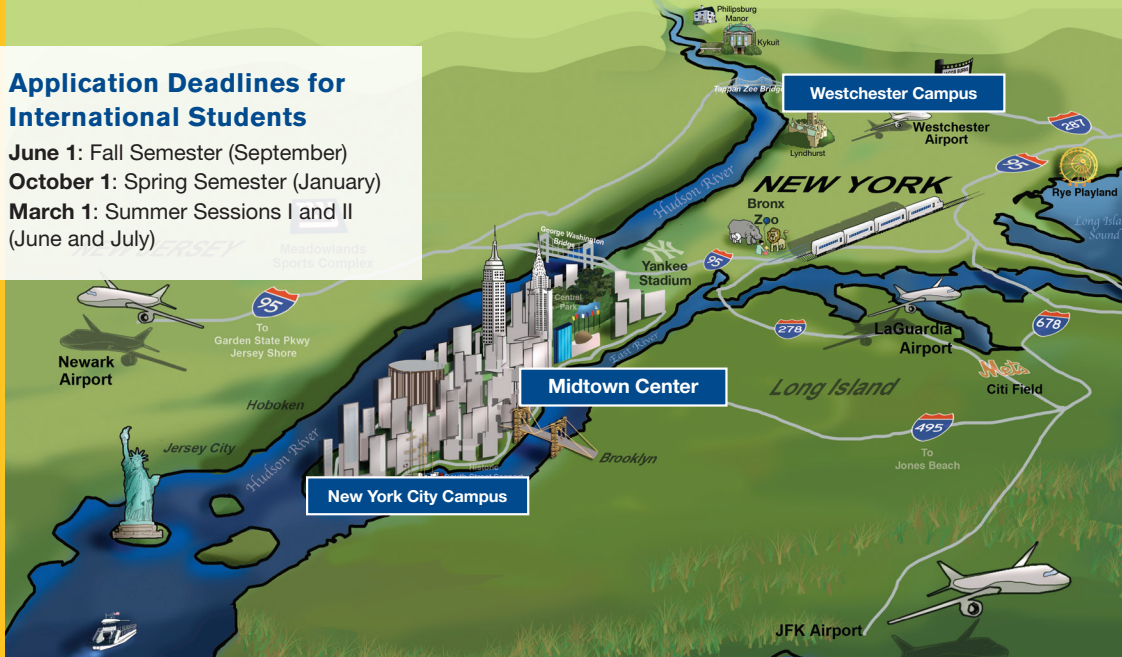 Application Deadlines for
International Students
June 1: Fall Semester (September)
October 1: Spring Semester (January)
March 1: Summer Sessions I and II
(June and July)
NEW JERSEY
Meadowlands
Sports Complex
Philipsburg
Manor
Kykuit
Tappan Zee Bridge
Westchester Campus
Lyndhurst
Westchester
Airport
287
95
Rye Playland
Long Island
Sound
NEW YORK
Hudson River
Bronx
Zoo
George Washington
Bridge
Yankee
Stadium
95
Central
Park
East River
278
LaGuardia
Airport
678
Mets
Citi Field
95
To
Garden State Pkwy
Jersey Shore
Newark
Airport
Hoboken
Midtown Center
Long Island
495
To
Jones Beach
Jersey City
Hudson River
Brooklyn
Historic
New York City Campus
JFK Airport